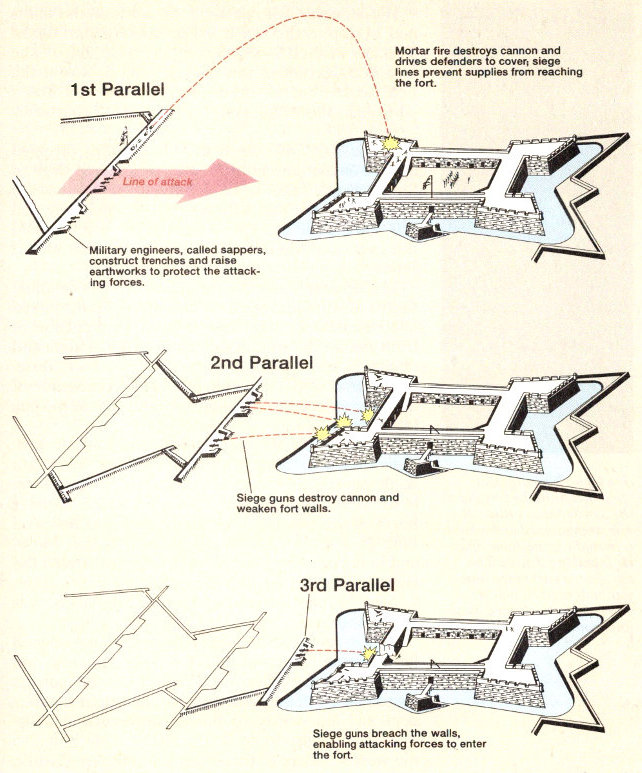 Mortar fire destroys cannon and
drives defenders to cover; siege
lines prevent supplies from reaching
the fort.
1st Parallel
Line of attack
Military engineers, called sappers,
construct trenches and raise
earthworks to protect the attack-
ing forces.
2nd Parallel
Siege guns destroy cannon and
weaken fort walls.
3rd Parallel
Siege guns breach the walls,
enabling attacking forces to enter
the fort.